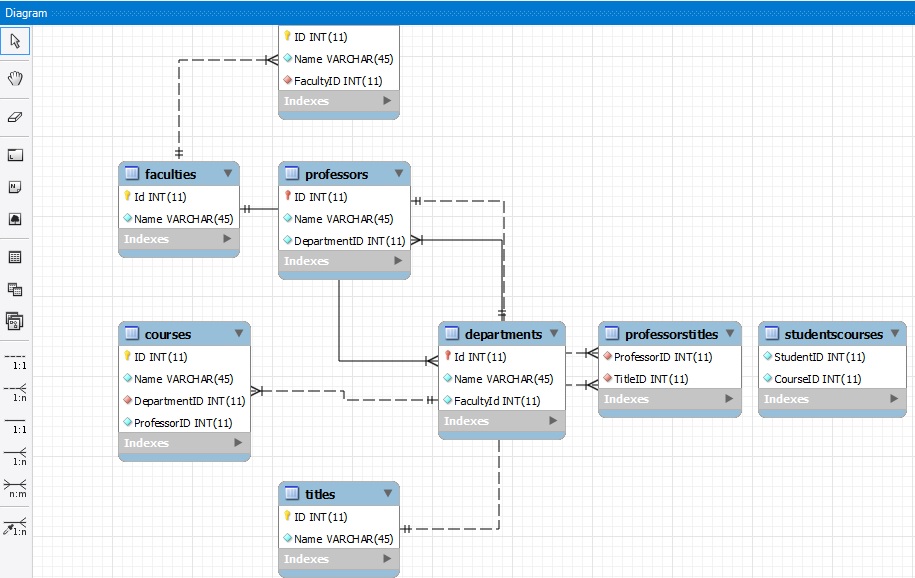 Diagram
ID INT(11)
Name VARCHAR(45)
FacultyID INT(11)
Indexes
faculties
Id INT(11)
Name VARCHAR(45)
Indexes
professors
ID INT(11)
Name VARCHAR(45)
DepartmentID INT(11)
Indexes
courses
ID INT(11)
Name VARCHAR(45)
DepartmentID INT(11)
ProfessorID INT(11)
Indexes
departments
Id INT(11)
Name VARCHAR(45)
FacultyId INT(11)
Indexes
professorstitles
ProfessorID INT(11)
TitleID INT(11)
Indexes
studentscourses
StudentID INT(11)
CourseID INT(11)
Indexes
titles
ID INT(11)
Name VARCHAR(45)
Indexes
1:1
1:n
1:1
1:n
n:m
1:n